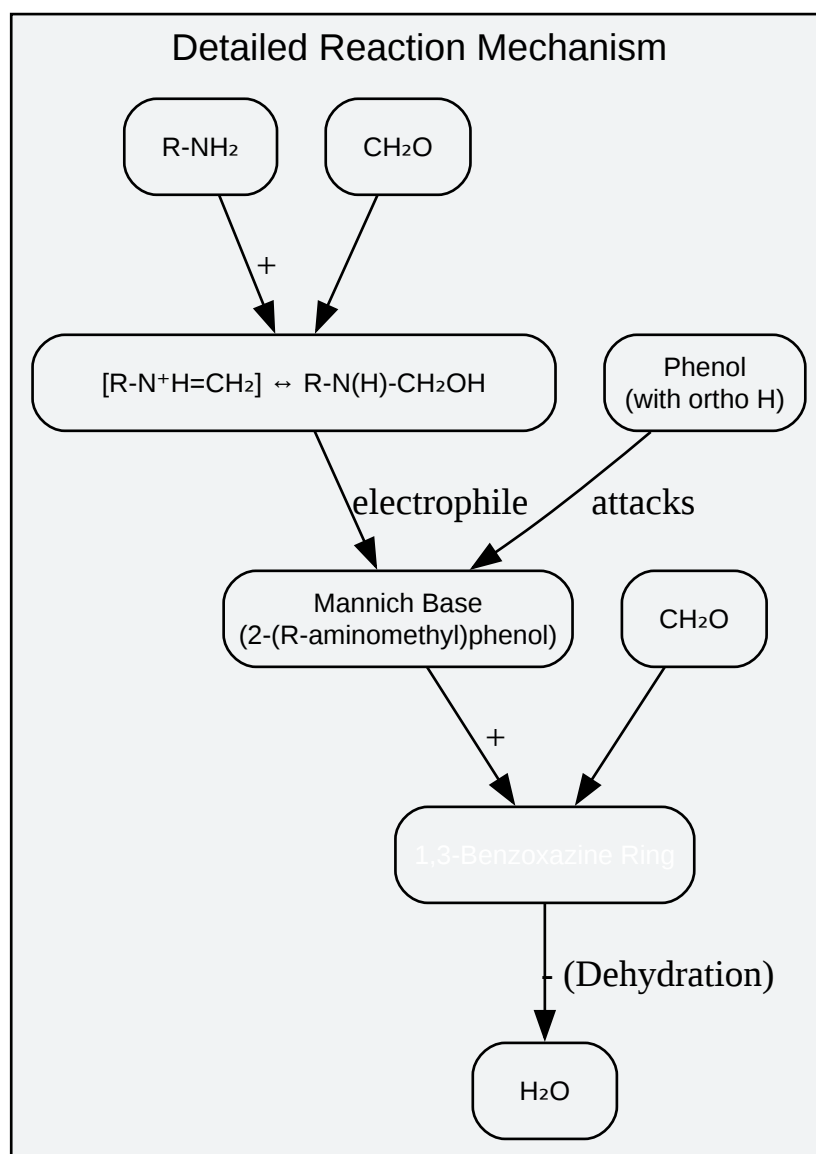 Detailed Reaction Mechanism
R-NH₂
CH₂O
+
[R-N⁺H=CH₂] ↔ R-N(H)-CH₂OH
Phenol
(with ortho H)
electrophile
attacks
Mannich Base
(2-(R-aminomethyl)phenol)
CH₂O
+
1,3-Benzoxazine Ring
- (Dehydration)
H₂O